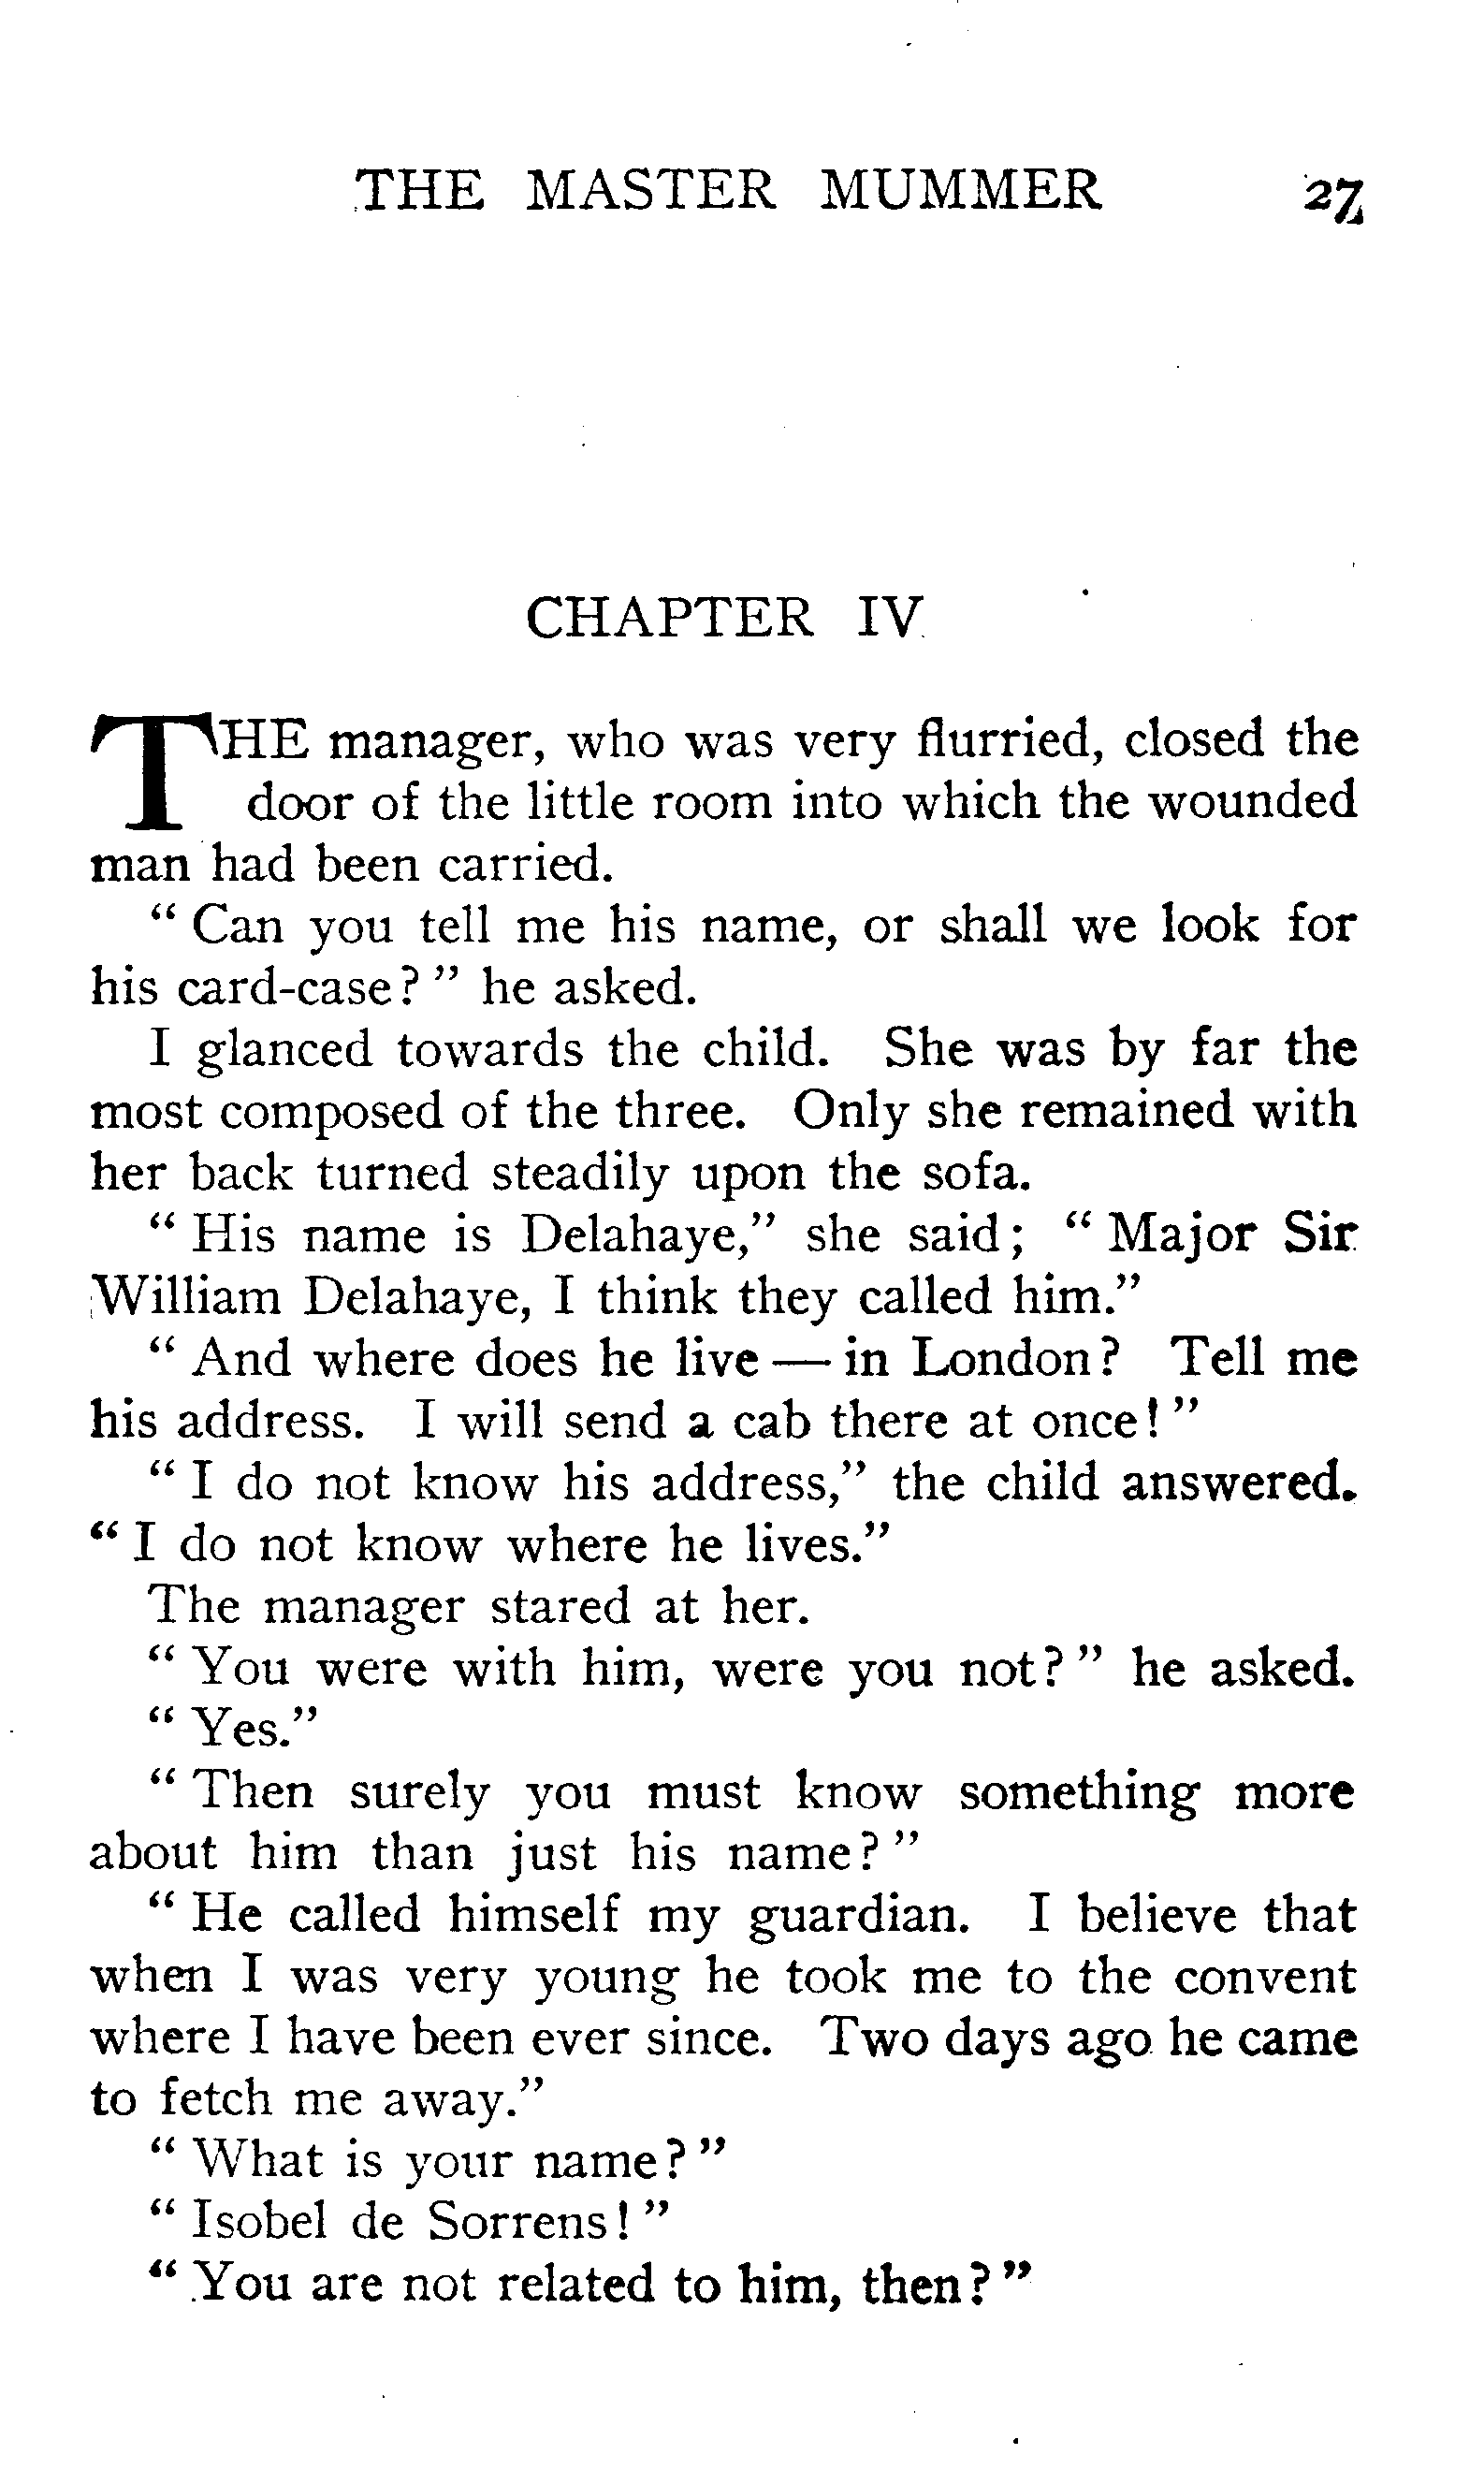 THE MASTER MUMMER 27
CHAPTER IV
THE manager, who was very flurried, closed the
door of the little room into which the wounded
man had been carried.
“ Can you tell me his name, or shall we look for
his card-case? ” he asked.
I glanced towards the child. She was by far the
most composed of the three. Only she remained with
her back turned steadily upon the sofa.
“ His name is Delahaye,” she said; “ Major Sir
William Delahaye, I think they called him.”
“ And where does he live — in London? Tell me
his address. I will send a cab there at once! ”
“ I do not know his address,” the child answered.
“ I do not know where he lives.”
The manager stared at her.
“ You were with him, were you not? ” he asked.
“ Yes.”
“ Then surely you must know something more
about him than just his name? ”
“ He called himself my guardian. I believe that
when I was very young he took me to the convent
where I have been ever since. Two days ago he came
to fetch me away.”
“ What is your name? ”
“ Isobel de Sorrens! ”
“ You are not related to him, then? ”